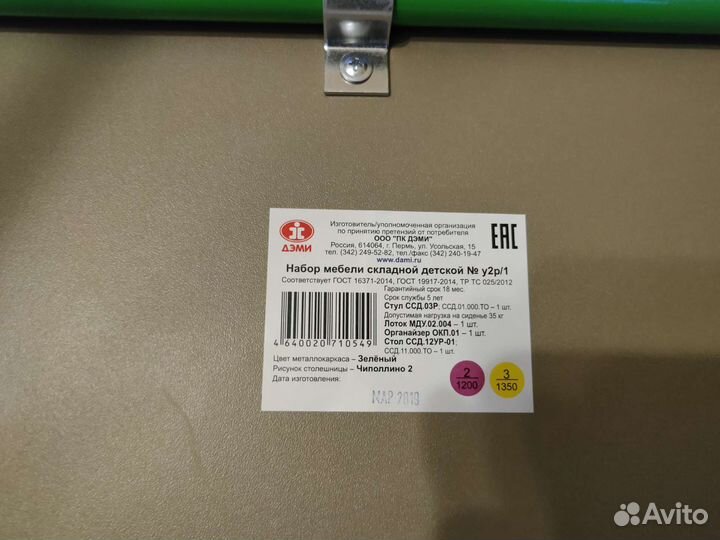 ДЭМИ
Изготовитель/уполномоченная организация
по принятию претензий от потребителя
ООО "ПК ДЭМИ"
Россия, 614064, г. Пермь, ул. Усольская, 15
тел. (342) 249-52-82, тел./факс (342) 240-19-47
www.dami.ru
EAC
Набор мебели складной детской № у2р/1
Соответствует ГОСТ 16371-2014, ГОСТ 19917-2014, ТР ТС 025/2012
Гарантийный срок 18 мес.
Срок службы 5 лет
Стул ССД.03Р; ССД.01.000.ТО – 1 шт.
Допустимая нагрузка на сиденье 35 кг
Лоток МДУ.02.004 – 1 шт.
Органайзер ОКП.01 – 1 шт.
Стол ССД.12УР-01;
ССД.11.000.ТО – 1 шт.
4 640020 710549
Цвет металлокаркаса – Зелёный
Рисунок столешницы – Чиполлино 2
Дата изготовления:
МАР 2019
2
1200
3
1350
Avito